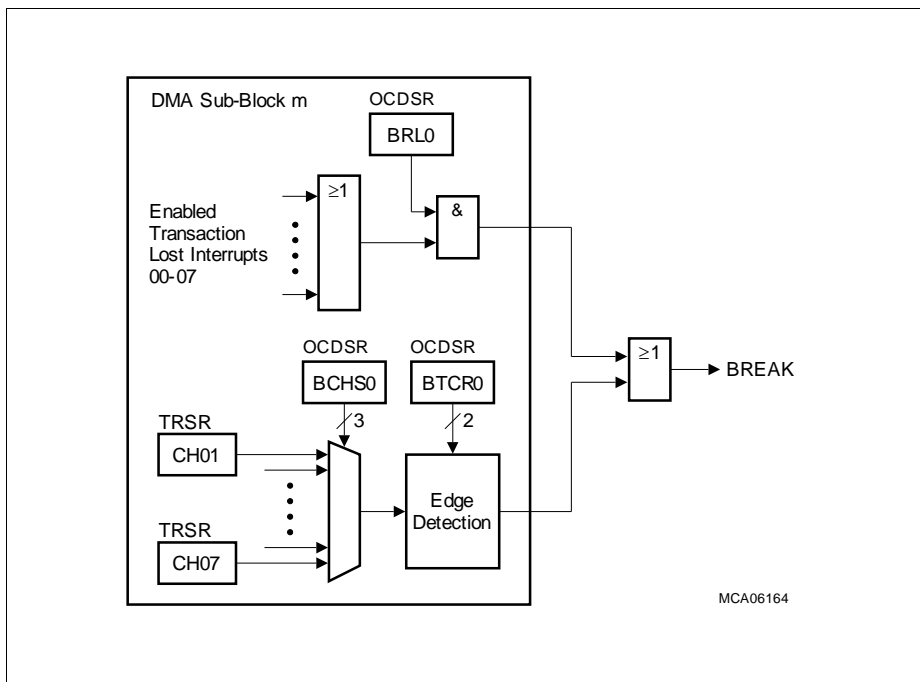 DMA Sub-Block m
OCDSR
BRL0
≥1
&
Enabled
Transaction
Lost Interrupts
00-07
OCDSR
BCHS0
OCDSR
BTCR0
≥1
BREAK
3
2
TRSR
CH01
Edge
Detection
TRSR
CH07
MCA06164